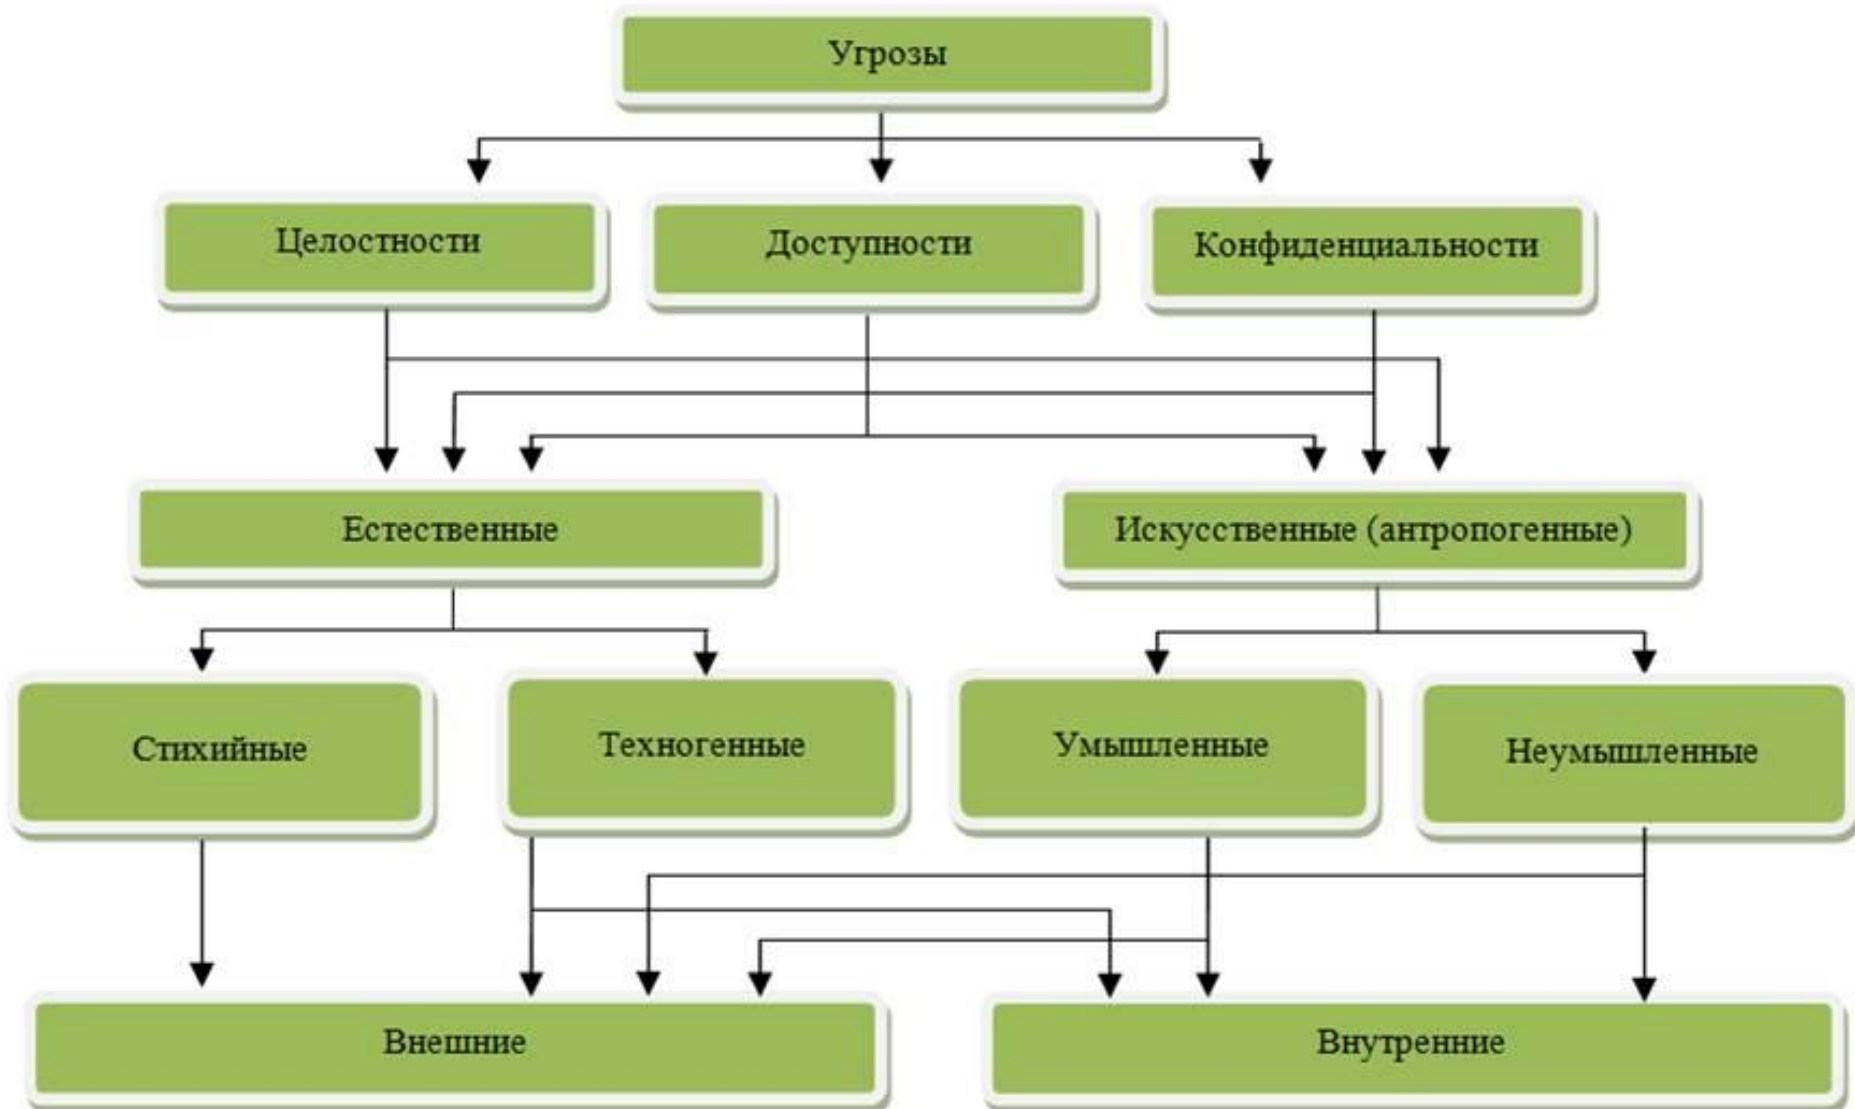 Угрозы
Целостности
Доступности
Конфиденциальности
Естественные
Искусственные (антропогенные)
Стихийные
Техногенные
Умышленные
Неумышленные
Внешние
Внутренние